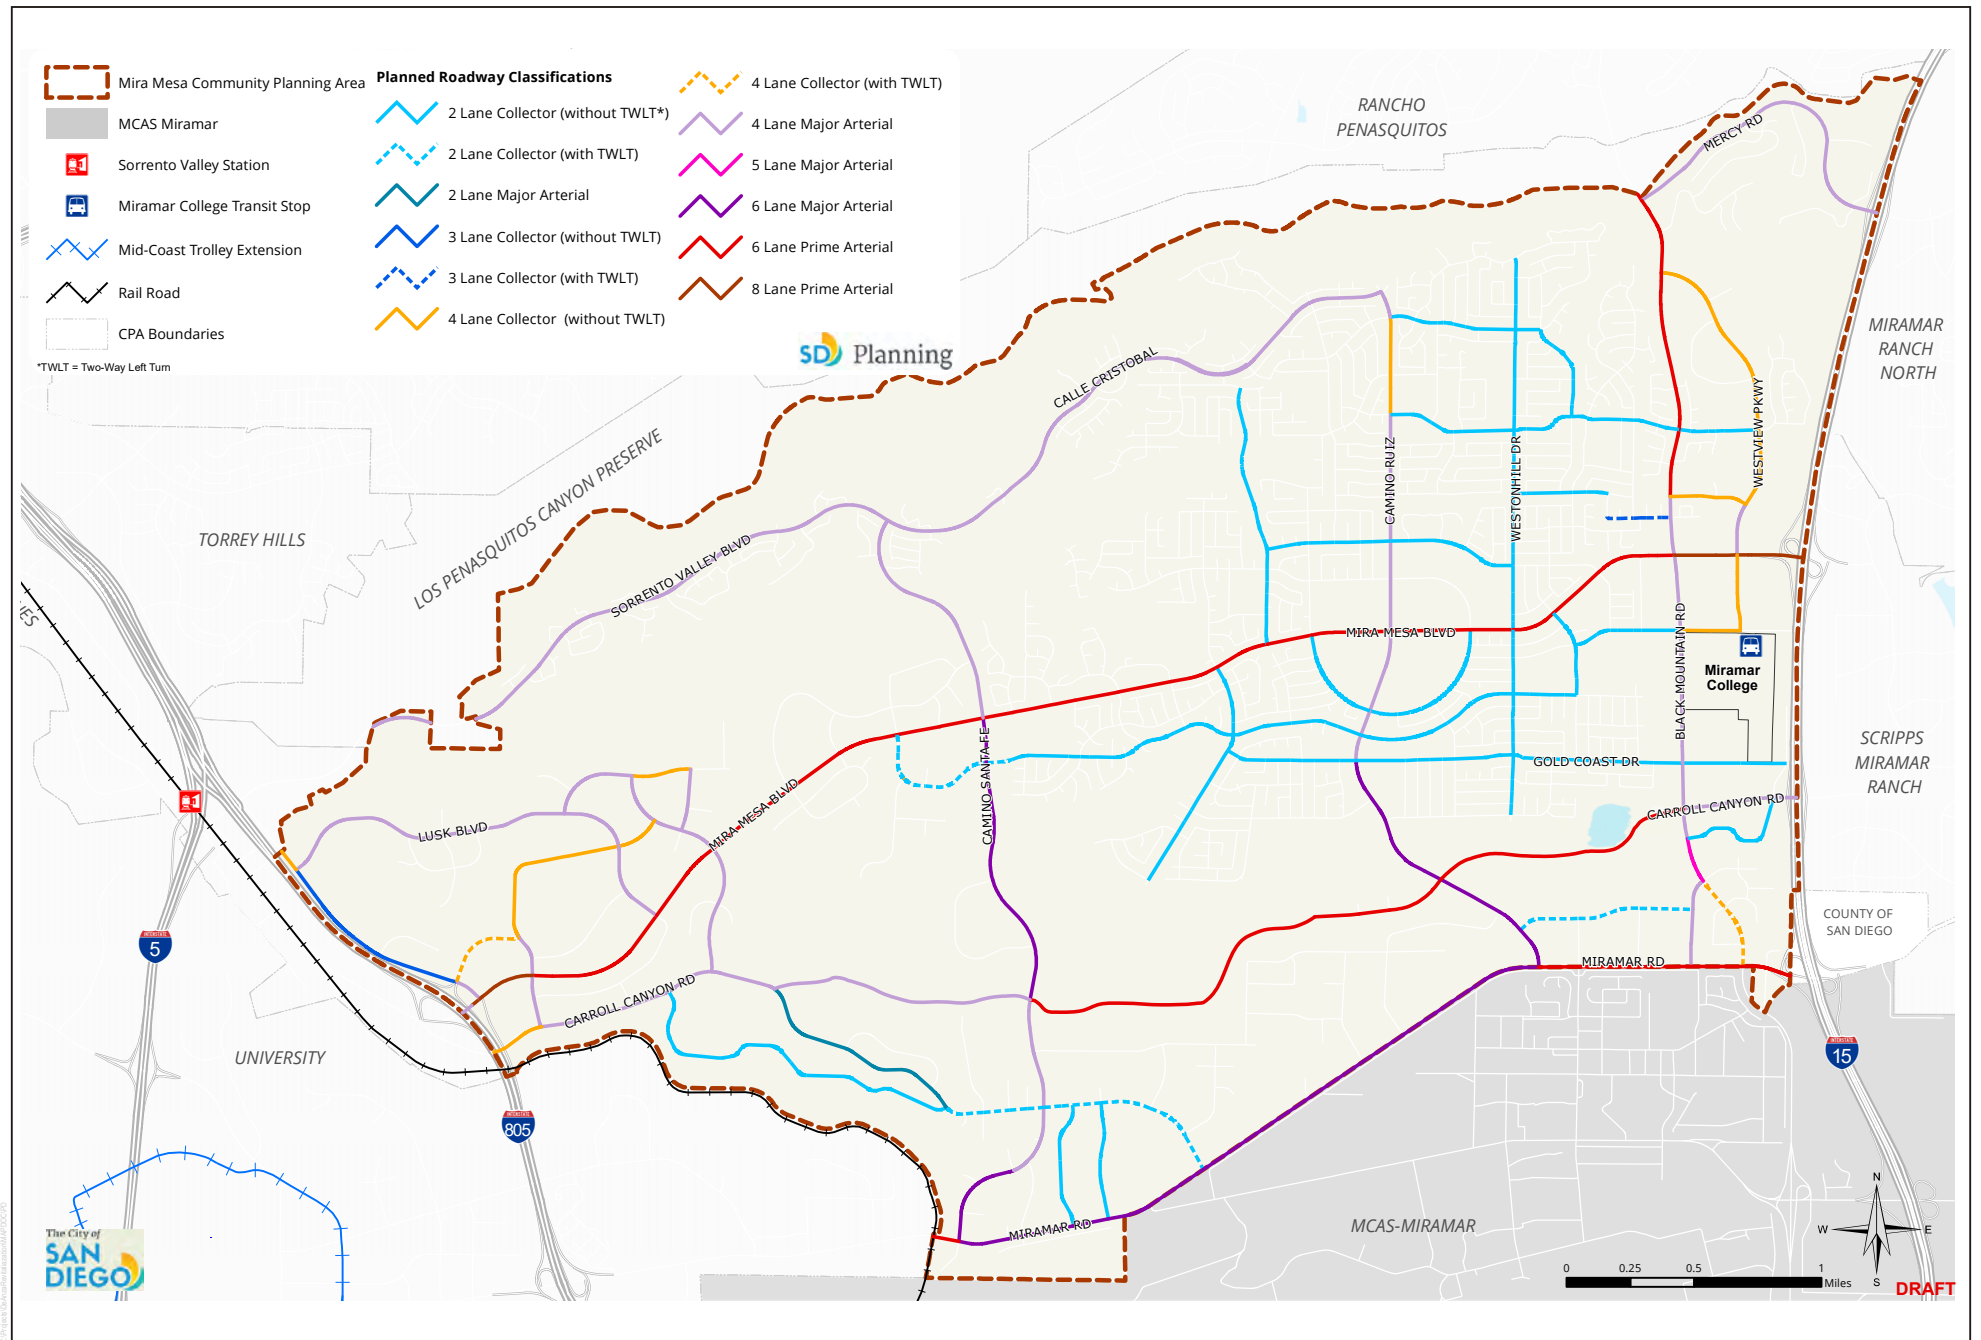 Mira Mesa Community Planning Area
MCAS Miramar
Sorrento Valley Station
Miramar College Transit Stop
Mid-Coast Trolley Extension
Rail Road
CPA Boundaries
*TWLT = Two-Way Left Turn
Planned Roadway Classifications
2 Lane Collector (without TWLT*)
2 Lane Collector (with TWLT)
2 Lane Major Arterial
3 Lane Collector (without TWLT)
3 Lane Collector (with TWLT)
4 Lane Collector (without TWLT)
4 Lane Collector (with TWLT)
4 Lane Major Arterial
5 Lane Major Arterial
6 Lane Major Arterial
6 Lane Prime Arterial
8 Lane Prime Arterial
SD Planning
RANCHO
PENASQUITOS
MERCY RD
MIRAMAR
RANCH
NORTH
CALLE CRISTOBAL
WESTVIEW PKWY
CAMINO RUIZ
WESTONHILL DR
LOS PENASQUITOS CANYON PRESERVE
TORREY HILLS
SORRENTO VALLEY BLVD
MIRA MESA BLVD
BLACK MOUNTAIN RD
Miramar
College
SCRIPPS
MIRAMAR
RANCH
GOLD COAST DR
CAMINO SANTA FE
CARROLL CANYON RD
LUSK BLVD
MIRA MESA BLVD
COUNTY OF
SAN DIEGO
INTERSTATE
5
MIRAMAR RD
CARROLL CANYON RD
UNIVERSITY
INTERSTATE
15
INTERSTATE
805
MIRAMAR RD
MCAS-MIRAMAR
The City of
SAN
DIEGO
N
W
E
S
0 0.25 0.5 1
Miles
DRAFT